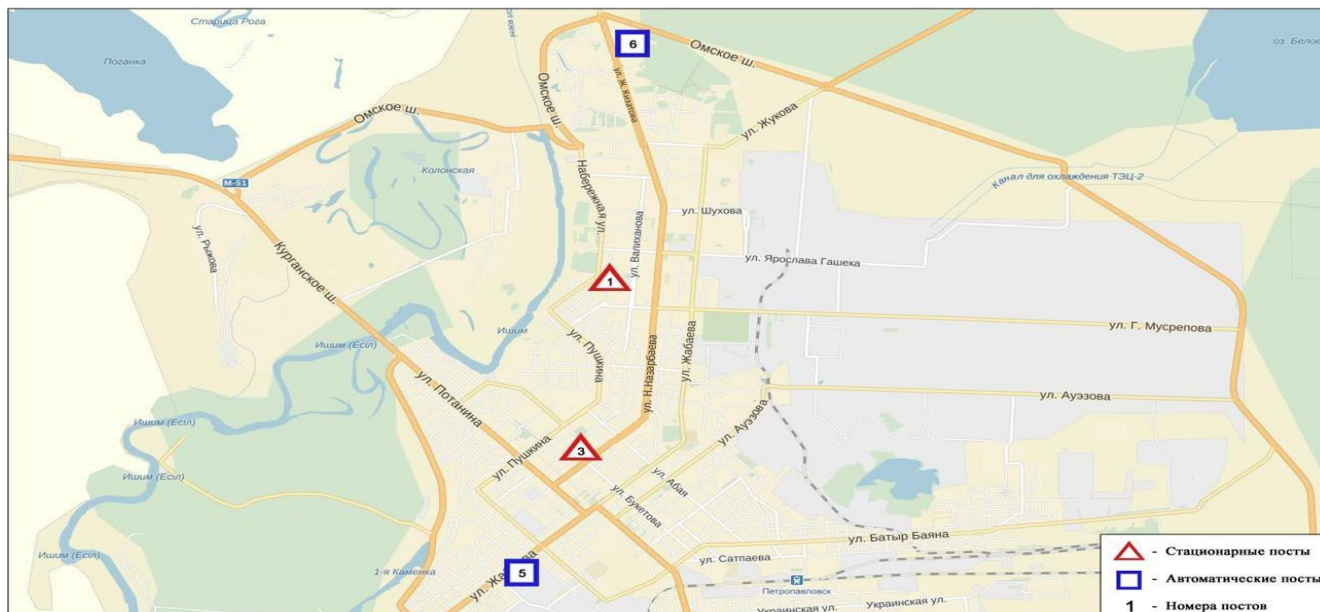 Старица Рога
Поганка
6
Омское ш.
оз. Белое
ул. Ж. Кизатова
Омское ш.
Омское ш.
ул. Жукова
Колонская
М-51
Канал для охлаждения ТЭЦ-2
Набережная ул.
ул. Шухова
ул. Валиханова
ул. Рыжова
Курганское ш.
ул. Ярослава Гашека
1
Ишим
ул. Г. Мусрепова
Ишим (Есіл)
ул. Пушкина
ул. Жабаева
ул. Н.Назарбаева
ул. Потанина
ул. Ауэзова
ул. Ауэзова
Ишим (Есіл)
ул. Пушкина
3
Ишим (Есіл)
ул. Абая
ул. Букетова
ул. Батыр Баяна
Ишим (Есіл)
ул. Сатпаева
1-я Каменка
5
Петропавловск
Украинская ул.
Украинская ул.
- Стационарные посты
- Автоматические посты
1 - Номера постов